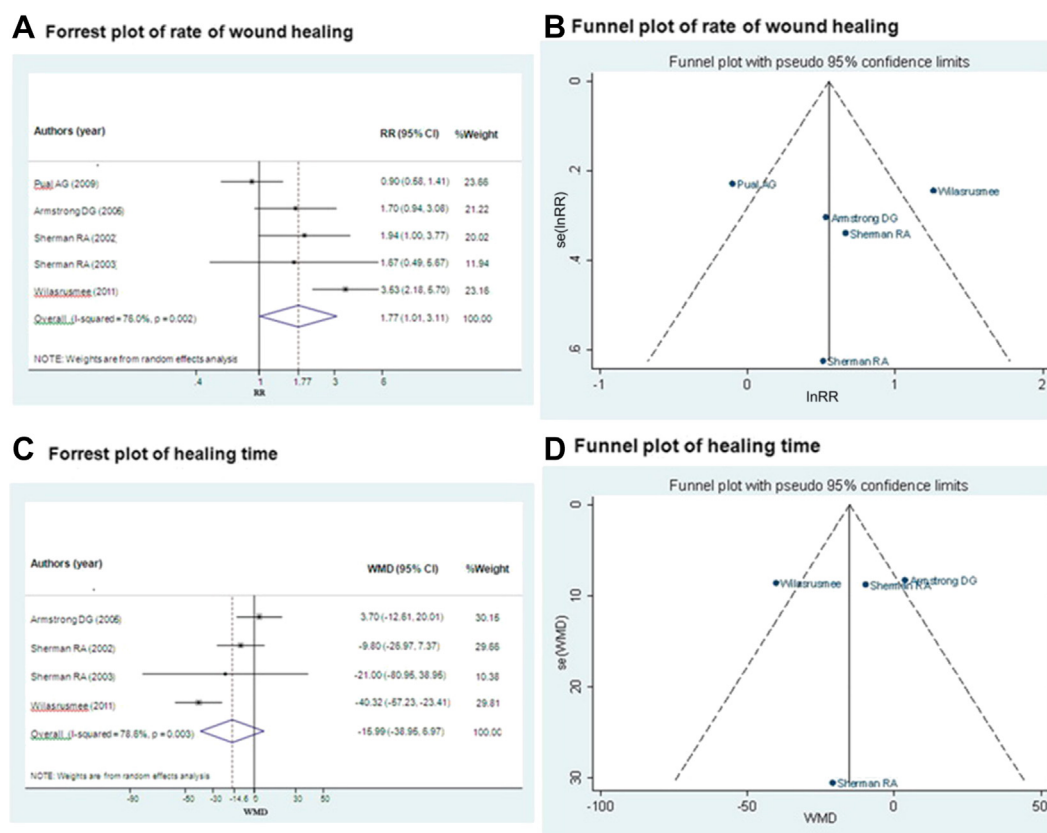 A Forrest plot of rate of wound healing
Authors (year) RR (95% CI) %Weight
Pual AG (2009) 0.90 (0.58, 1.41) 23.66
Armstrong DG (2005) 1.70 (0.94, 3.08) 21.22
Sherman RA (2002) 1.94 (1.00, 3.77) 20.02
Sherman RA (2003) 1.67 (0.49, 5.67) 11.94
Wilasrusmee (2011) 3.53 (2.18, 5.70) 23.16
Overall (I-squared = 76.0%, p = 0.002) 1.77 (1.01, 3.11) 100.00
NOTE: Weights are from random effects analysis
.4 1 1.77 3 6
RR
B Funnel plot of rate of wound healing
Funnel plot with pseudo 95% confidence limits
se(lnRR)
0
.2
.4
.6
Pual AG
Wilasrusmee
Armstrong DG
Sherman RA
Sherman RA
-1 0 1 2
lnRR
C Forrest plot of healing time
Authors (year) WMD (95% CI) %Weight
Armstrong DG (2005) 3.70 (-12.61, 20.01) 30.15
Sherman RA (2002) -9.80 (-26.97, 7.37) 29.66
Sherman RA (2003) -21.00 (-80.95, 38.95) 10.38
Wilasrusmee (2011) -40.32 (-57.23, -23.41) 29.81
Overall (I-squared = 78.6%, p = 0.003) -15.99 (-38.95, 6.97) 100.00
NOTE: Weights are from random effects analysis
-90 -50 -30 -14.6 0 30 50
WMD
D Funnel plot of healing time
Funnel plot with pseudo 95% confidence limits
se(WMD)
0
10
20
30
Wilasrusmee
Sherman RA
Armstrong DG
Sherman RA
-100 -50 0 50
WMD